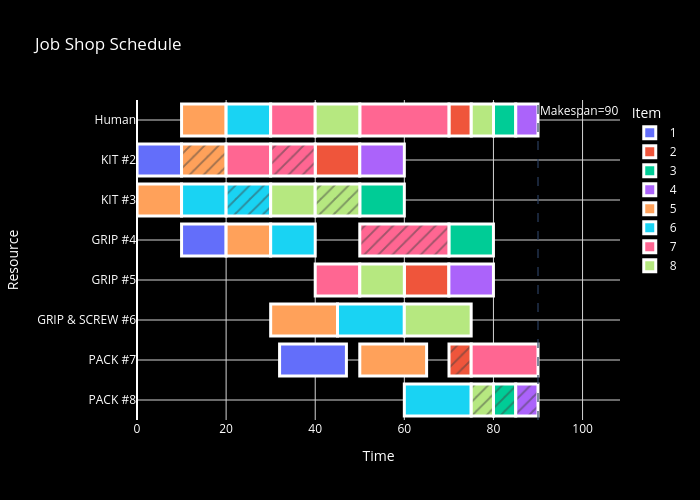 Job Shop Schedule
Makespan=90
Item
1
2
3
4
5
6
7
8
Resource
Human
KIT #2
KIT #3
GRIP #4
GRIP #5
GRIP & SCREW #6
PACK #7
PACK #8
0 20 40 60 80 100
Time